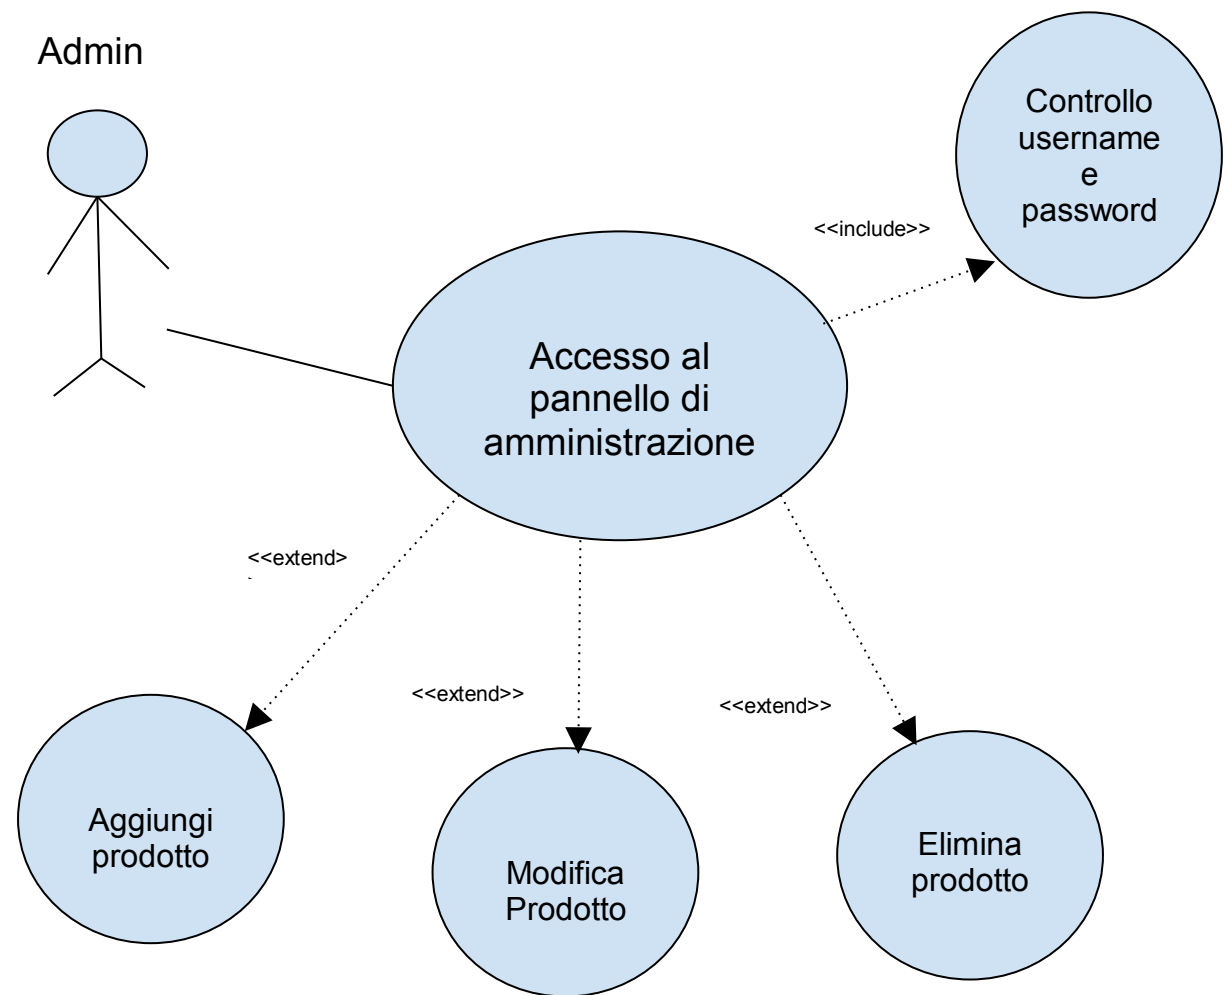 Admin
Controllo
username
e
password
<<include>>
Accesso al
pannello di
amministrazione
<<extend>
<<extend>>
<<extend>>
Aggiungi
prodotto
Modifica
Prodotto
Elimina
prodotto